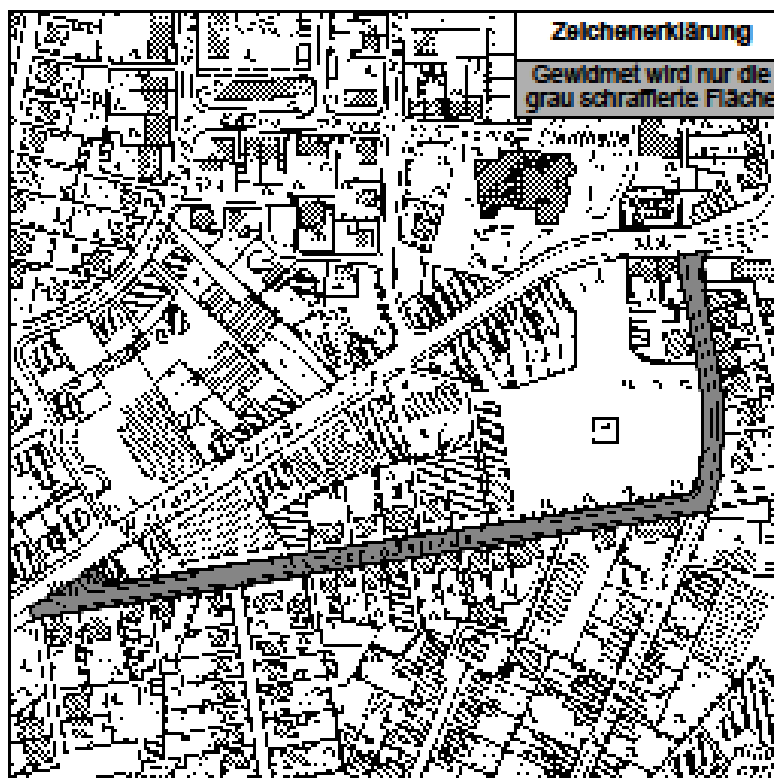 Zeichenerklärung
Gewidmet wird nur die
grau schraffierte Fläche